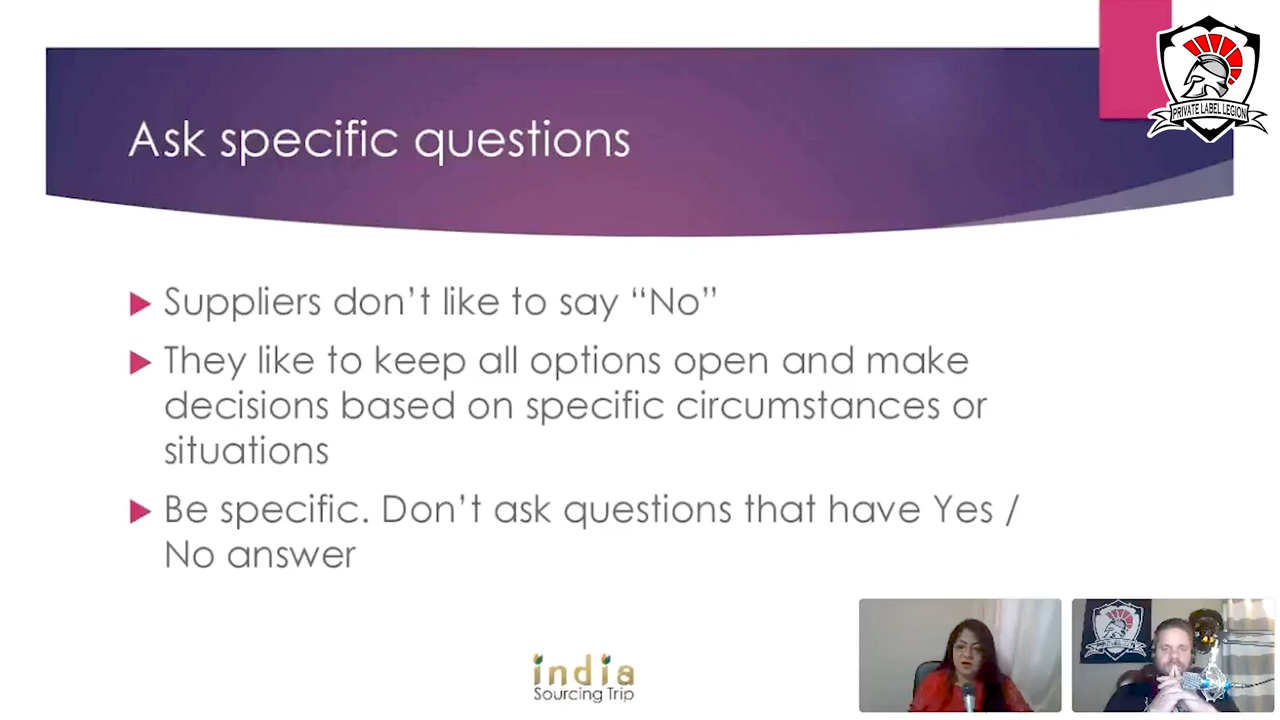 PRIVATE LABEL LEGION
Ask specific questions
Suppliers don't like to say “No”
They like to keep all options open and make
decisions based on specific circumstances or
situations
Be specific. Don't ask questions that have Yes /
No answer
india
Sourcing Trip